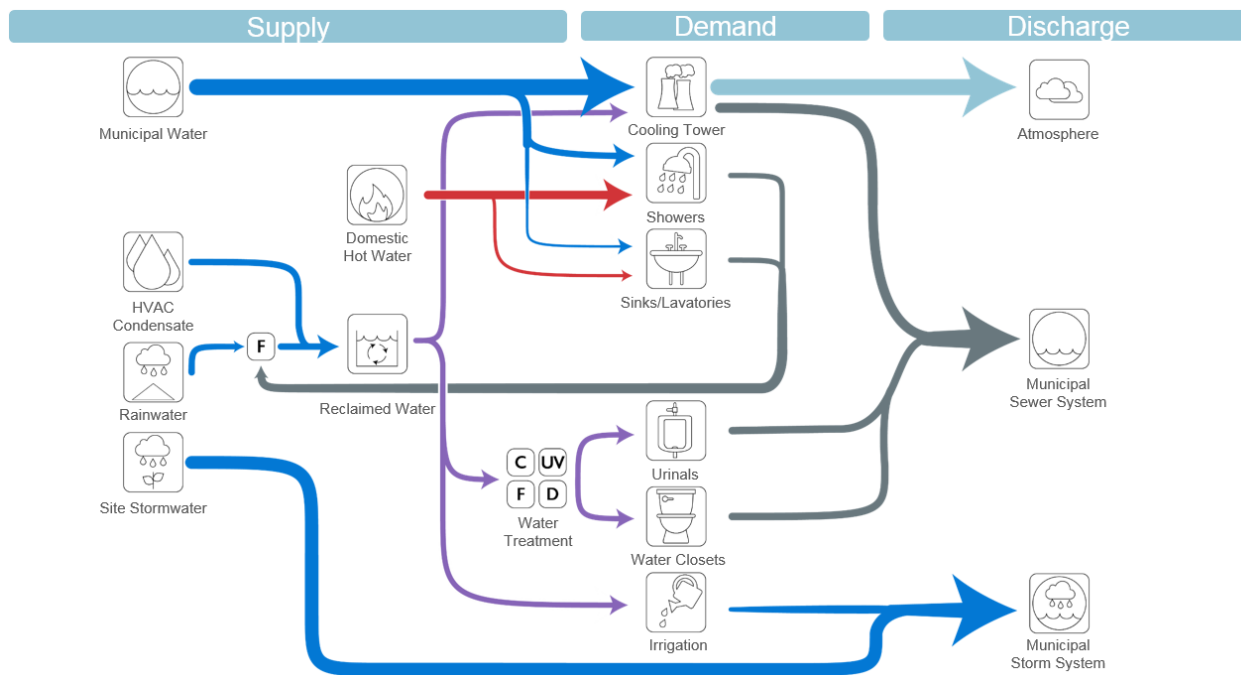 Supply
Demand
Discharge
Municipal Water
Cooling Tower
Atmosphere
Domestic
Hot Water
Showers
HVAC
Condensate
Sinks/Lavatories
F
Rainwater
Reclaimed Water
Municipal
Sewer System
Site Stormwater
C UV
F D
Water
Treatment
Urinals
Water Closets
Irrigation
Municipal
Storm System